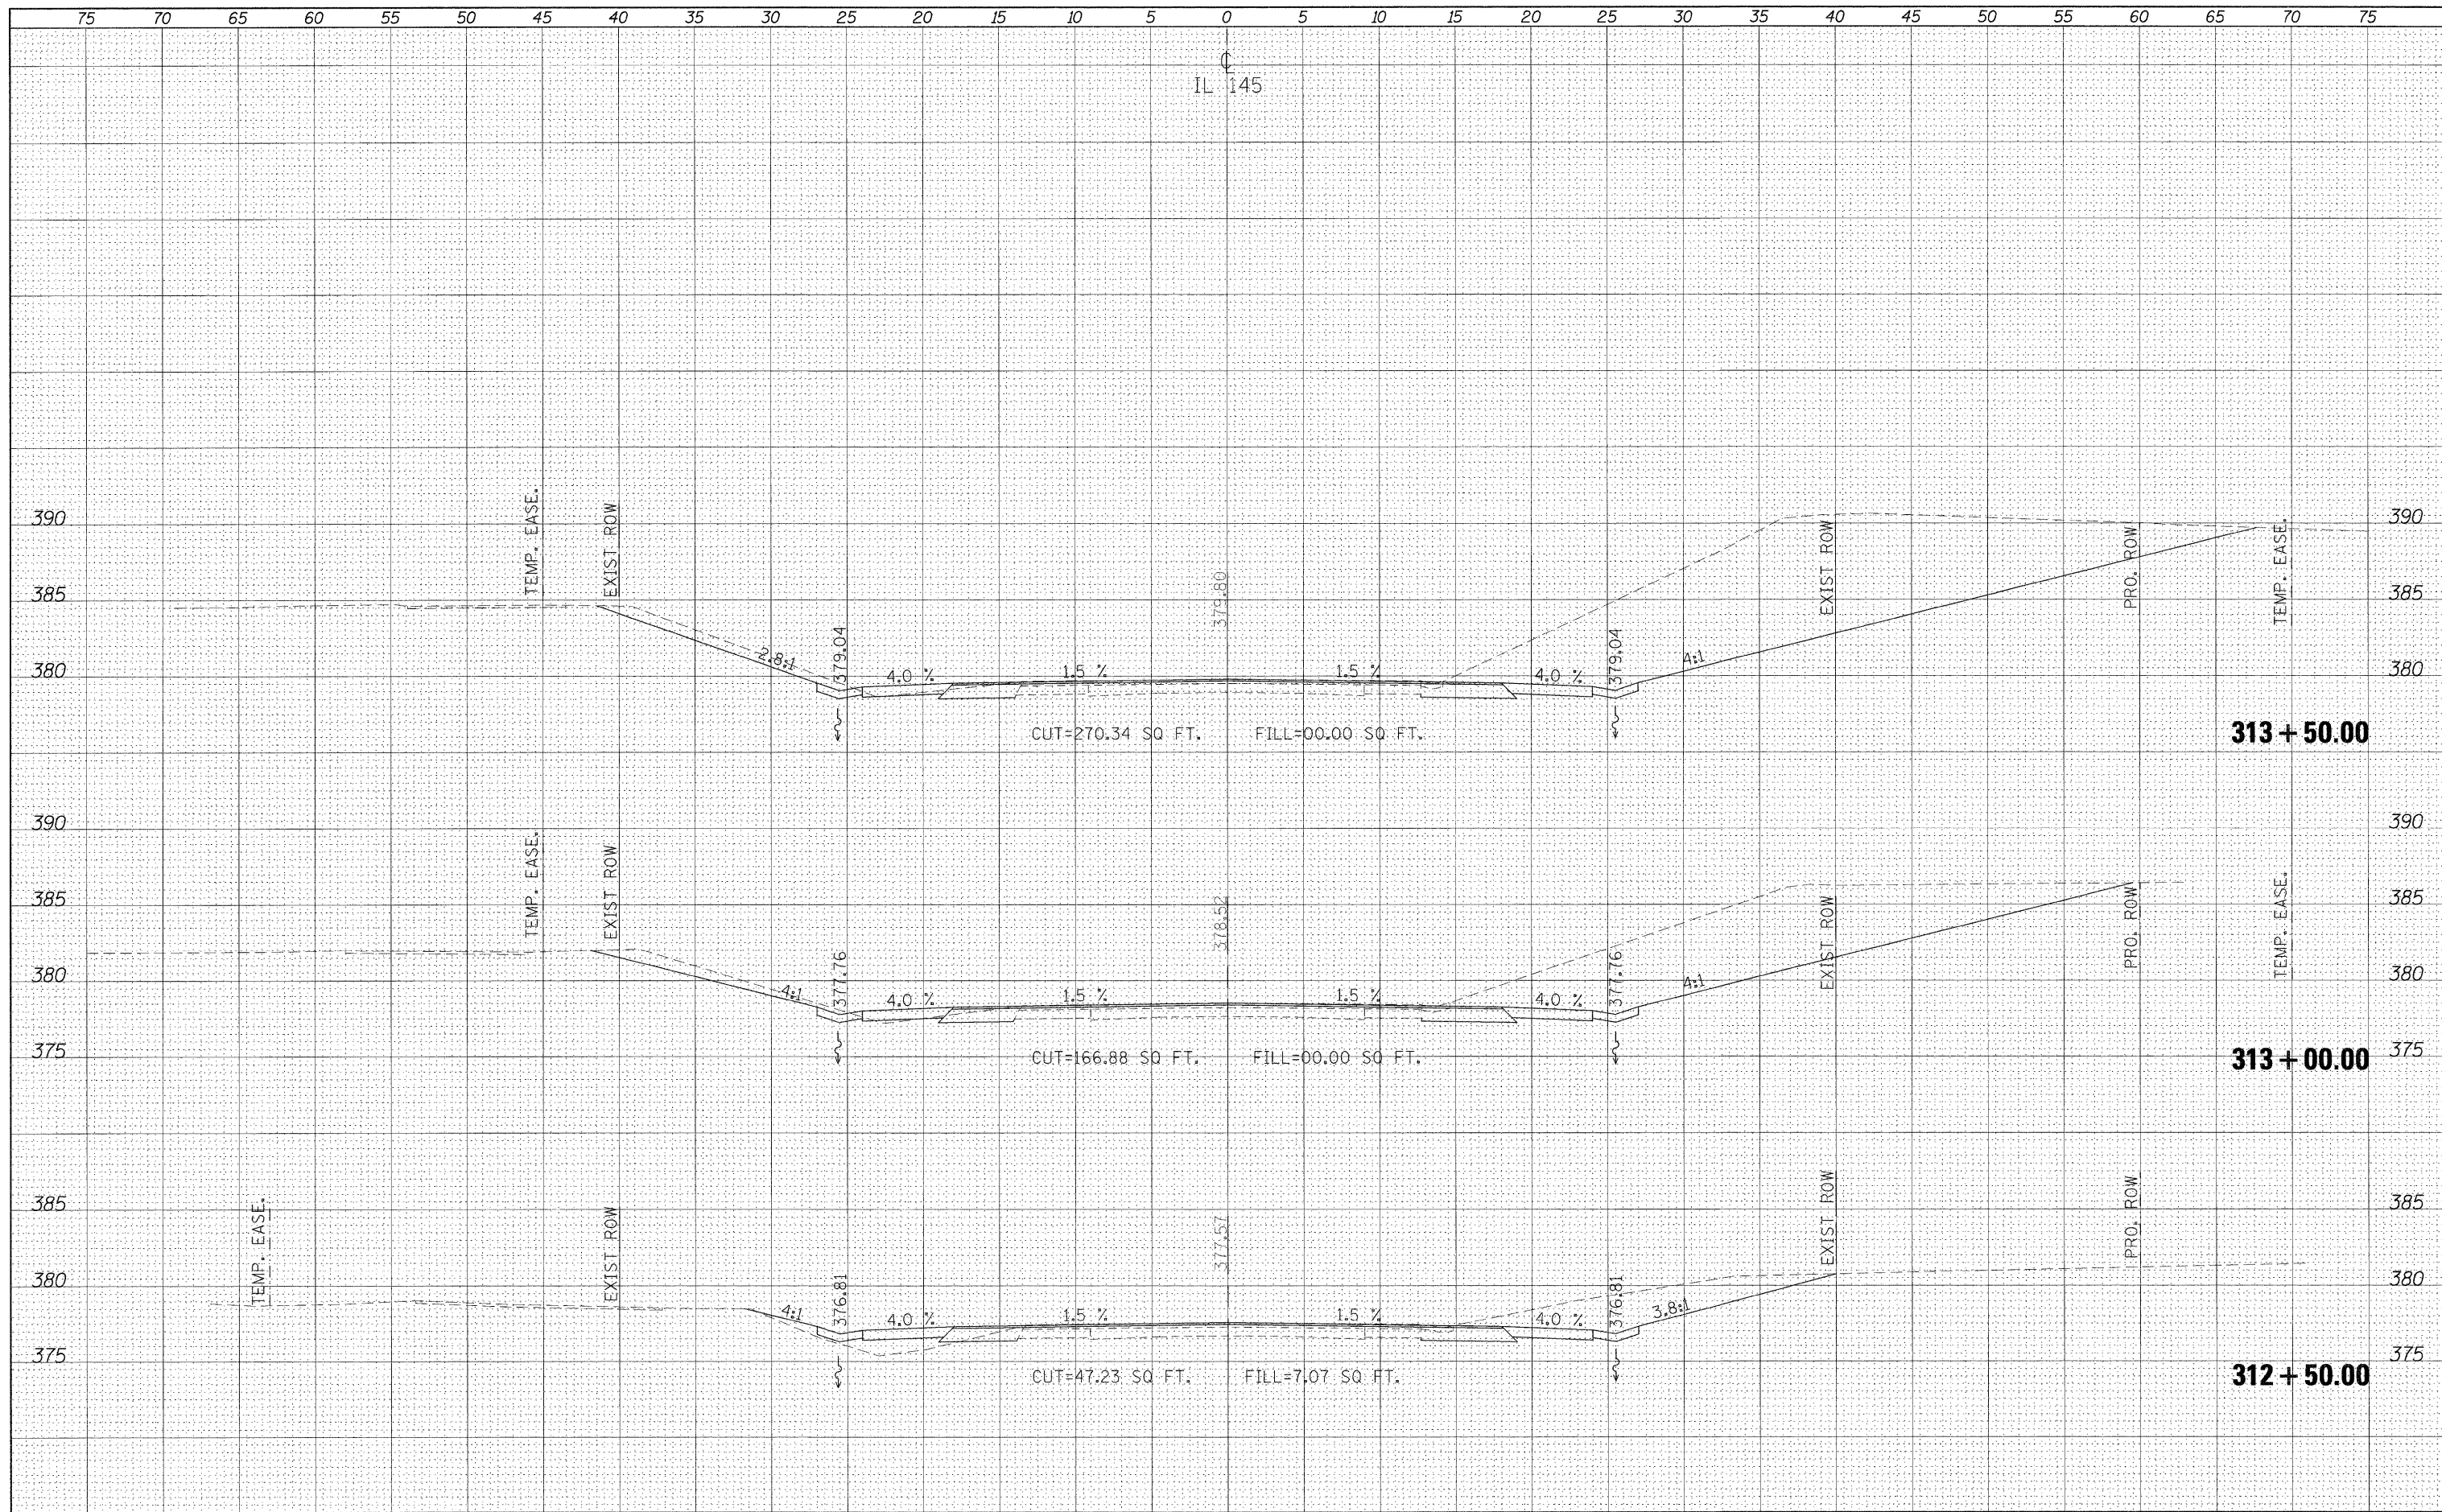 75 70 65 60 55 50 45 40 35 30 25 20 15 10 5 0 5 10 15 20 25 30 35 40 45 50 55 60 65 70 75
℄
IL 145
TEMP. EASE.
EXIST ROW
390 390
385 385
380 380
379.04
379.80
379.04
EXIST ROW
PRO. ROW
TEMP. EASE.
2.8:1 4.0 % 1.5 % 1.5 % 4.0 % 4:1
CUT=270.34 SQ FT. FILL=00.00 SQ FT.
313+50.00
TEMP. EASE.
EXIST ROW
390 390
385 385
380 380
375 375
377.76
378.52
377.76
EXIST ROW
PRO. ROW
TEMP. EASE.
4:1 4.0 % 1.5 % 1.5 % 4.0 % 4:1
CUT=166.88 SQ FT. FILL=00.00 SQ FT.
313+00.00
TEMP. EASE.
EXIST ROW
385 385
380 380
375 375
376.81
377.57
376.81
EXIST ROW
PRO. ROW
4:1 4.0 % 1.5 % 1.5 % 4.0 % 3.8:1
CUT=47.23 SQ FT. FILL=7.07 SQ FT.
312+50.00